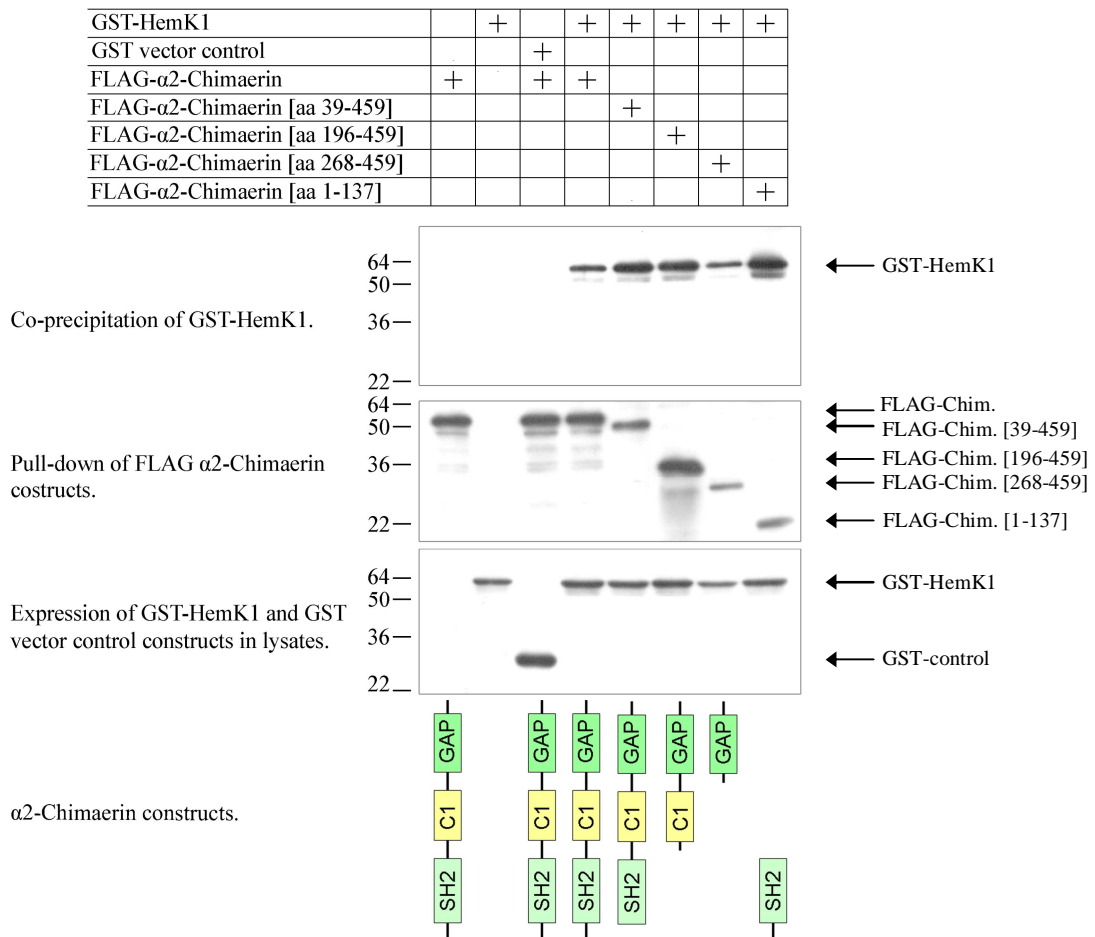 GST-HemK1 + + + + + +
GST vector control +
FLAG-α2-Chimaerin + + +
FLAG-α2-Chimaerin [aa 39-459] +
FLAG-α2-Chimaerin [aa 196-459] +
FLAG-α2-Chimaerin [aa 268-459] +
FLAG-α2-Chimaerin [aa 1-137] +
Co-precipitation of GST-HemK1.
64
50
36
22
GST-HemK1
Pull-down of FLAG α2-Chimaerin
costructs.
64
50
36
22
FLAG-Chim.
FLAG-Chim. [39-459]
FLAG-Chim. [196-459]
FLAG-Chim. [268-459]
FLAG-Chim. [1-137]
Expression of GST-HemK1 and GST
vector control constructs in lysates.
64
50
36
22
GST-HemK1
GST-control
α2-Chimaerin constructs.
GAP GAP GAP GAP GAP GAP
C1 C1 C1 C1 C1
SH2 SH2 SH2 SH2 SH2